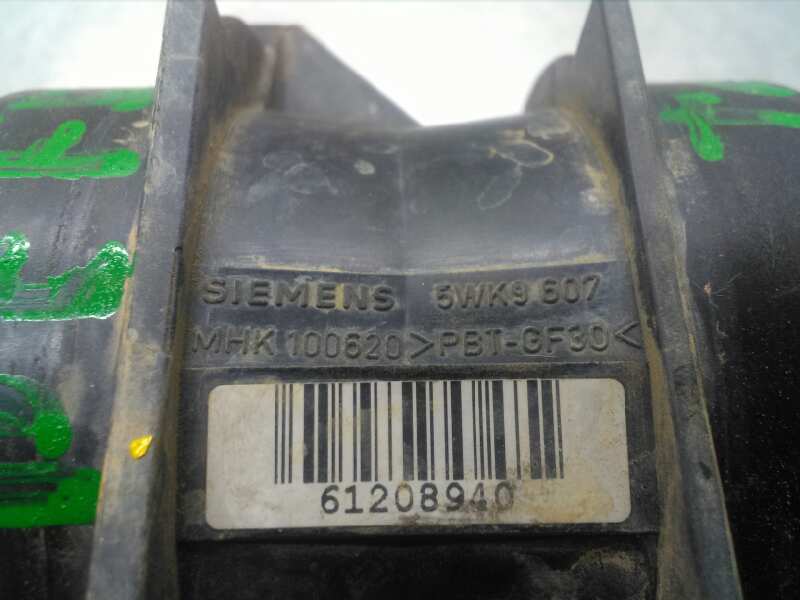 SIEMENS 5WK9 607
MHK 100620 >PBT-GF30<
61208940